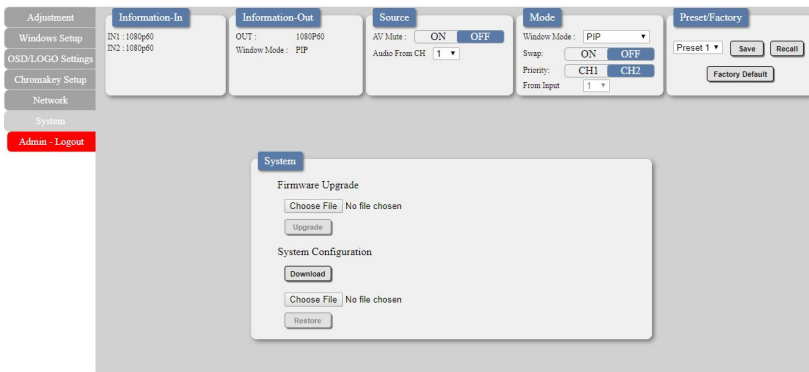 Adjustment
Windows Setup
OSD/LOGO Settings
Chromakey Setup
Network
System
Admin - Logout
Information-In
IN1 : 1080p60
IN2 : 1080p60
Information-Out
OUT : 1080P60
Window Mode : PIP
Source
AV Mute : ON OFF
Audio From CH 1
Mode
Window Mode : PIP
Swap: ON OFF
Priority: CH1 CH2
From Input 1
Preset/Factory
Preset 1 Save Recall
Factory Default
System
Firmware Upgrade
Choose File No file chosen
Upgrade
System Configuration
Download
Choose File No file chosen
Restore